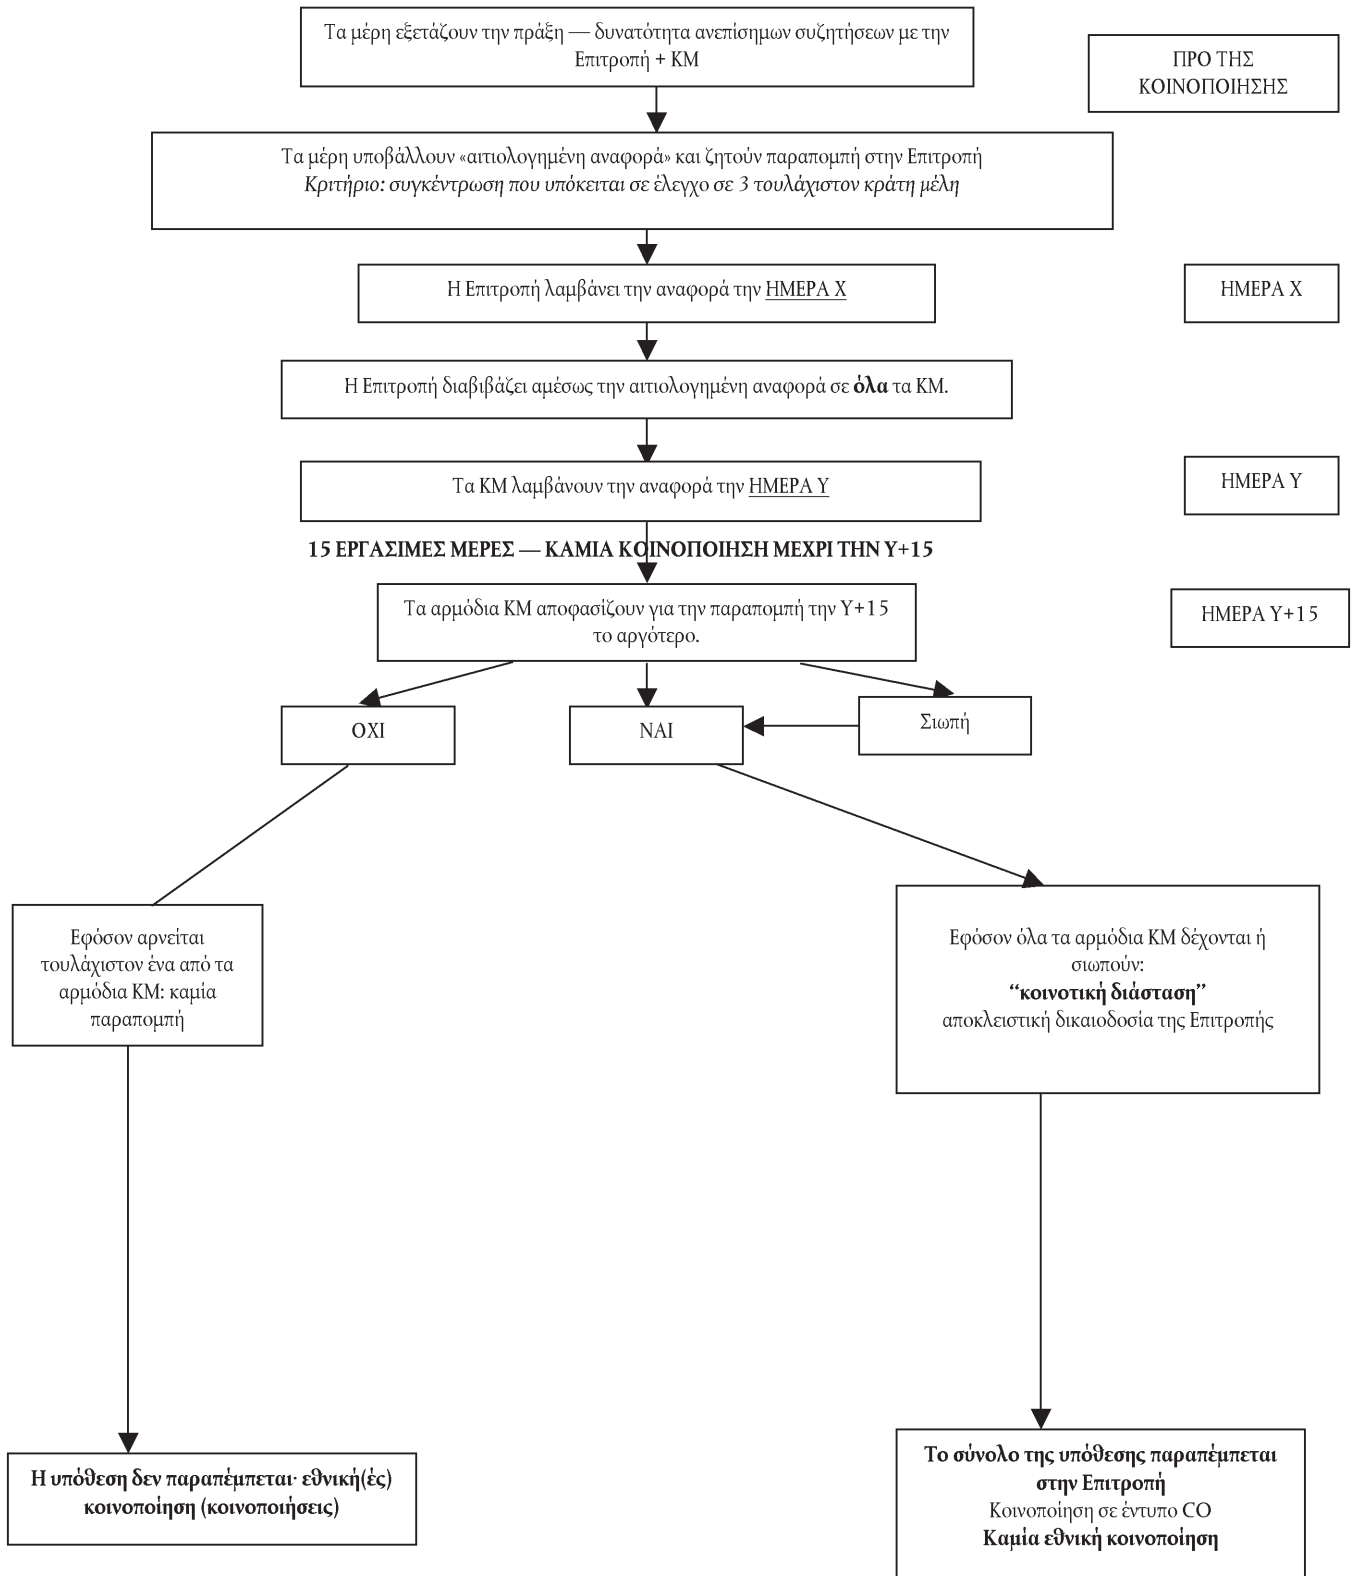 Τα μέρη εξετάζουν την πράξη — δυνατότητα ανεπίσημων συζητήσεων με την
Επιτροπή + ΚΜ
ΠΡΟ ΤΗΣ
ΚΟΙΝΟΠΟΙΗΣΗΣ
Τα μέρη υποβάλλουν «αιτιολογημένη αναφορά» και ζητούν παραπομπή στην Επιτροπή
Κριτήριο: συγκέντρωση που υπόκειται σε έλεγχο σε 3 τουλάχιστον κράτη μέλη
Η Επιτροπή λαμβάνει την αναφορά την ΗΜΕΡΑ Χ
ΗΜΕΡΑ Χ
Η Επιτροπή διαβιβάζει αμέσως την αιτιολογημένη αναφορά σε όλα τα ΚΜ.
Τα ΚΜ λαμβάνουν την αναφορά την ΗΜΕΡΑ Υ
ΗΜΕΡΑ Υ
15 ΕΡΓΑΣΙΜΕΣ ΜΕΡΕΣ — ΚΑΜΙΑ ΚΟΙΝΟΠΟΙΗΣΗ ΜΕΧΡΙ ΤΗΝ Υ+15
Τα αρμόδια ΚΜ αποφασίζουν για την παραπομπή την Υ+15
το αργότερο.
ΗΜΕΡΑ Υ+15
ΟΧΙ
ΝΑΙ
Σιωπή
Εφόσον αρνείται
τουλάχιστον ένα από τα
αρμόδια ΚΜ: καμία
παραπομπή
Εφόσον όλα τα αρμόδια ΚΜ δέχονται ή
σιωπούν:
“κοινοτική διάσταση”
αποκλειστική δικαιοδοσία της Επιτροπής
Η υπόθεση δεν παραπέμπεται· εθνική(ές)
κοινοποίηση (κοινοποιήσεις)
Το σύνολο της υπόθεσης παραπέμπεται
στην Επιτροπή
Κοινοποίηση σε έντυπο CO
Καμία εθνική κοινοποίηση